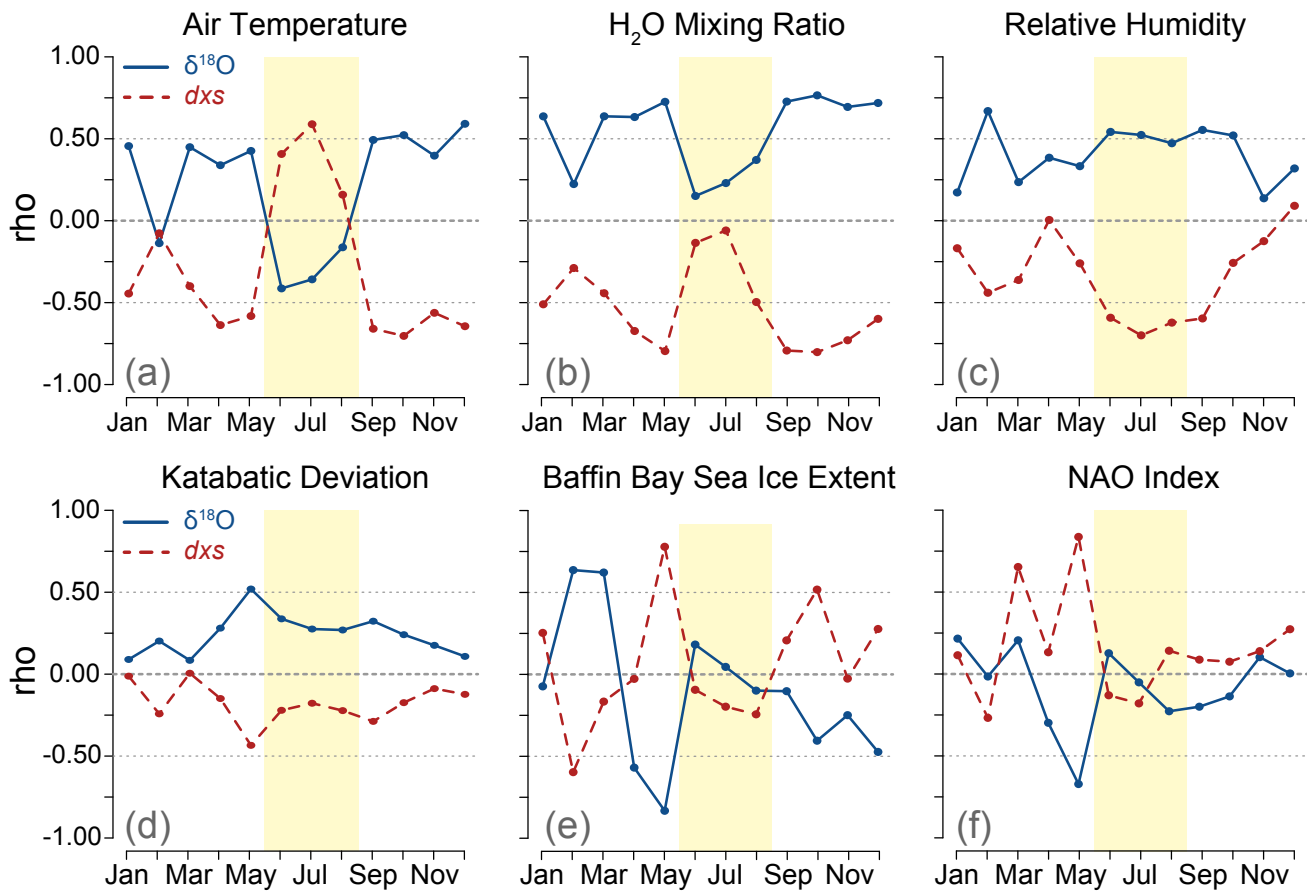 Air Temperature
H₂O Mixing Ratio
Relative Humidity
1.00
0.50
0.00
-0.50
-1.00
rho
δ¹⁸O
dxs
(a)
(b)
(c)
Jan Mar May Jul Sep Nov
Jan Mar May Jul Sep Nov
Jan Mar May Jul Sep Nov
Katabatic Deviation
Baffin Bay Sea Ice Extent
NAO Index
1.00
0.50
0.00
-0.50
-1.00
rho
δ¹⁸O
dxs
(d)
(e)
(f)
Jan Mar May Jul Sep Nov
Jan Mar May Jul Sep Nov
Jan Mar May Jul Sep Nov